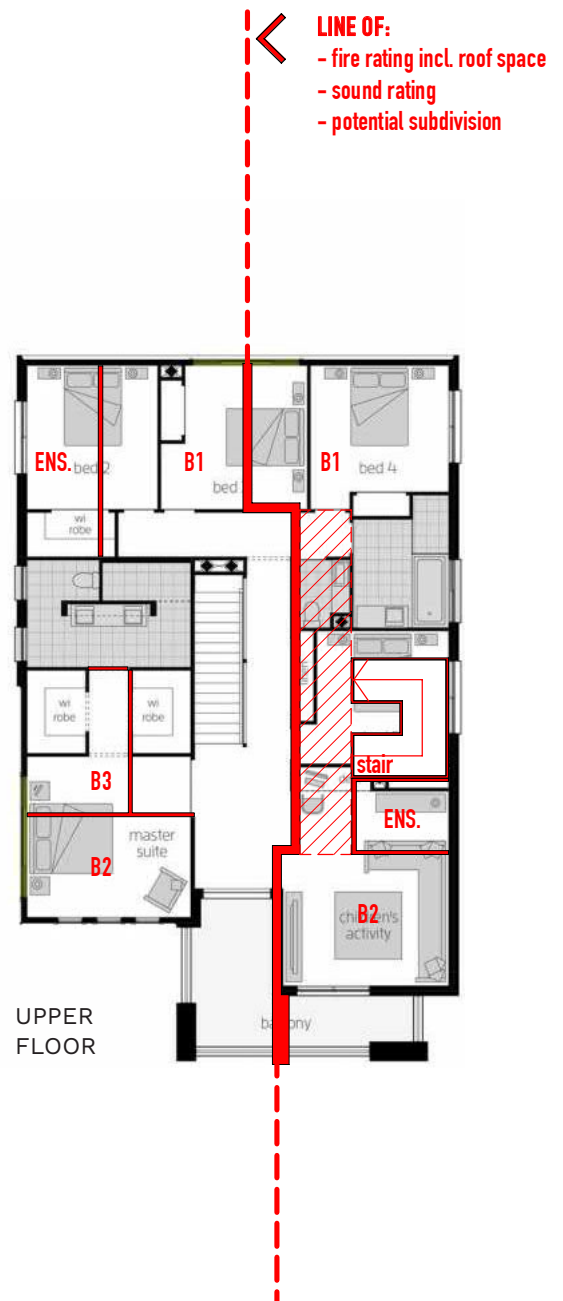 LINE OF:
- fire rating incl. roof space
- sound rating
- potential subdivision
ENS.
bed 2
B1
bed
B1
bed 4
wi
robe
wi
robe
wi
robe
stair
B3
ENS.
master
suite
B2
children's
activity
B2
balcony
UPPER
FLOOR